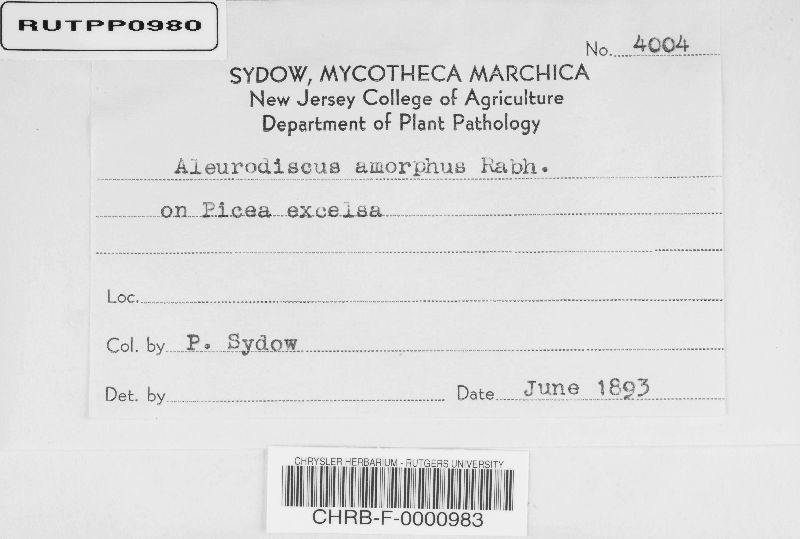 RUTPP0980
No. 4004
SYDOW, MYCOTHECA MARCHICA
New Jersey College of Agriculture
Department of Plant Pathology
Aleurodiscus amorphus Rabh.
on Picea excelsa
Loc.
Col. by P. Sydow
Det. by Date June 1893
CHRYSLER HERBARIUM - RUTGERS UNIVERSITY
CHRB-F-0000983